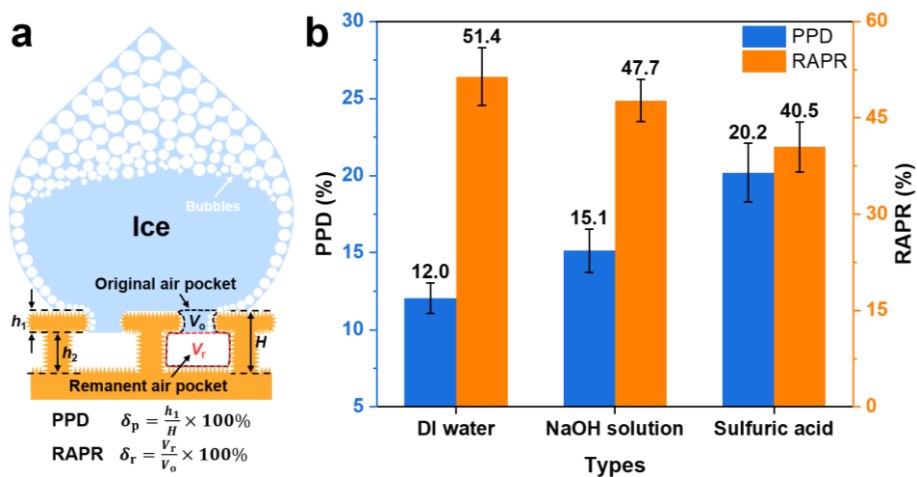 a
Bubbles
Ice
Original air pocket
h₁
Vₒ
h₂
Vᵣ
H
Remanent air pocket
PPD δₚ = h₁/H × 100%
RAPR δᵣ = Vᵣ/Vₒ × 100%
b
PPD
RAPR
PPD (%)
30
25
20
15
10
5
12.0
51.4
15.1
47.7
20.2
40.5
60
45
30
15
0
RAPR (%)
DI water NaOH solution Sulfuric acid
Types